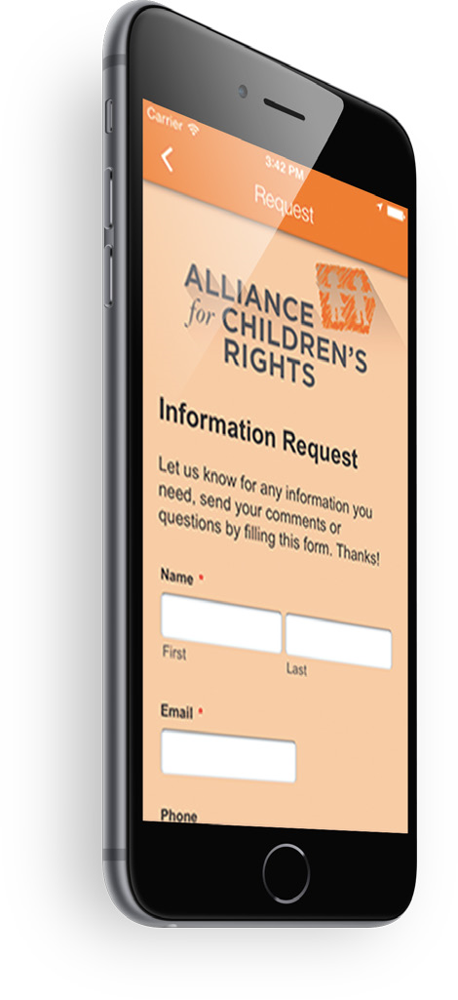 Carrier
3:42 PM
Request
ALLIANCE
for CHILDREN'S
RIGHTS
Information Request
Let us know for any information you
need, send your comments or
questions by filling this form. Thanks!
Name *
First
Last
Email *
Phone